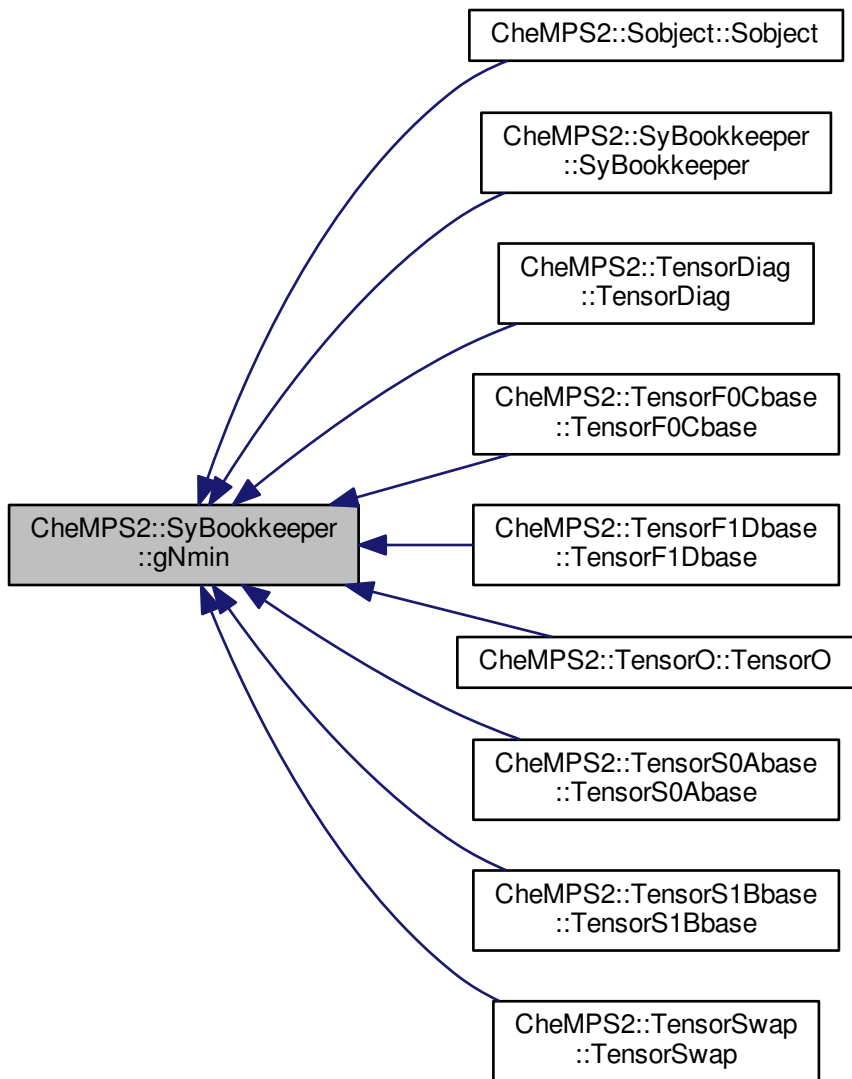 CheMPS2::Sobject::Sobject
CheMPS2::SyBookkeeper
::SyBookkeeper
CheMPS2::TensorDiag
::TensorDiag
CheMPS2::TensorF0Cbase
::TensorF0Cbase
CheMPS2::SyBookkeeper
::gNmin
CheMPS2::TensorF1Dbase
::TensorF1Dbase
CheMPS2::TensorO::TensorO
CheMPS2::TensorS0Abase
::TensorS0Abase
CheMPS2::TensorS1Bbase
::TensorS1Bbase
CheMPS2::TensorSwap
::TensorSwap